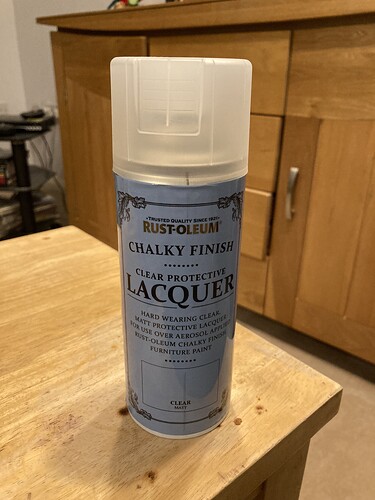 •TRUSTED QUALITY SINCE 1921•
RUST-OLEUM®
CHALKY FINISH
CLEAR PROTECTIVE
LACQUER
HARD WEARING CLEAR,
MATT PROTECTIVE LACQUER
FOR USE OVER AEROSOL APPLIED
RUST-OLEUM CHALKY FINISH
FURNITURE PAINT
CLEAR
MATT